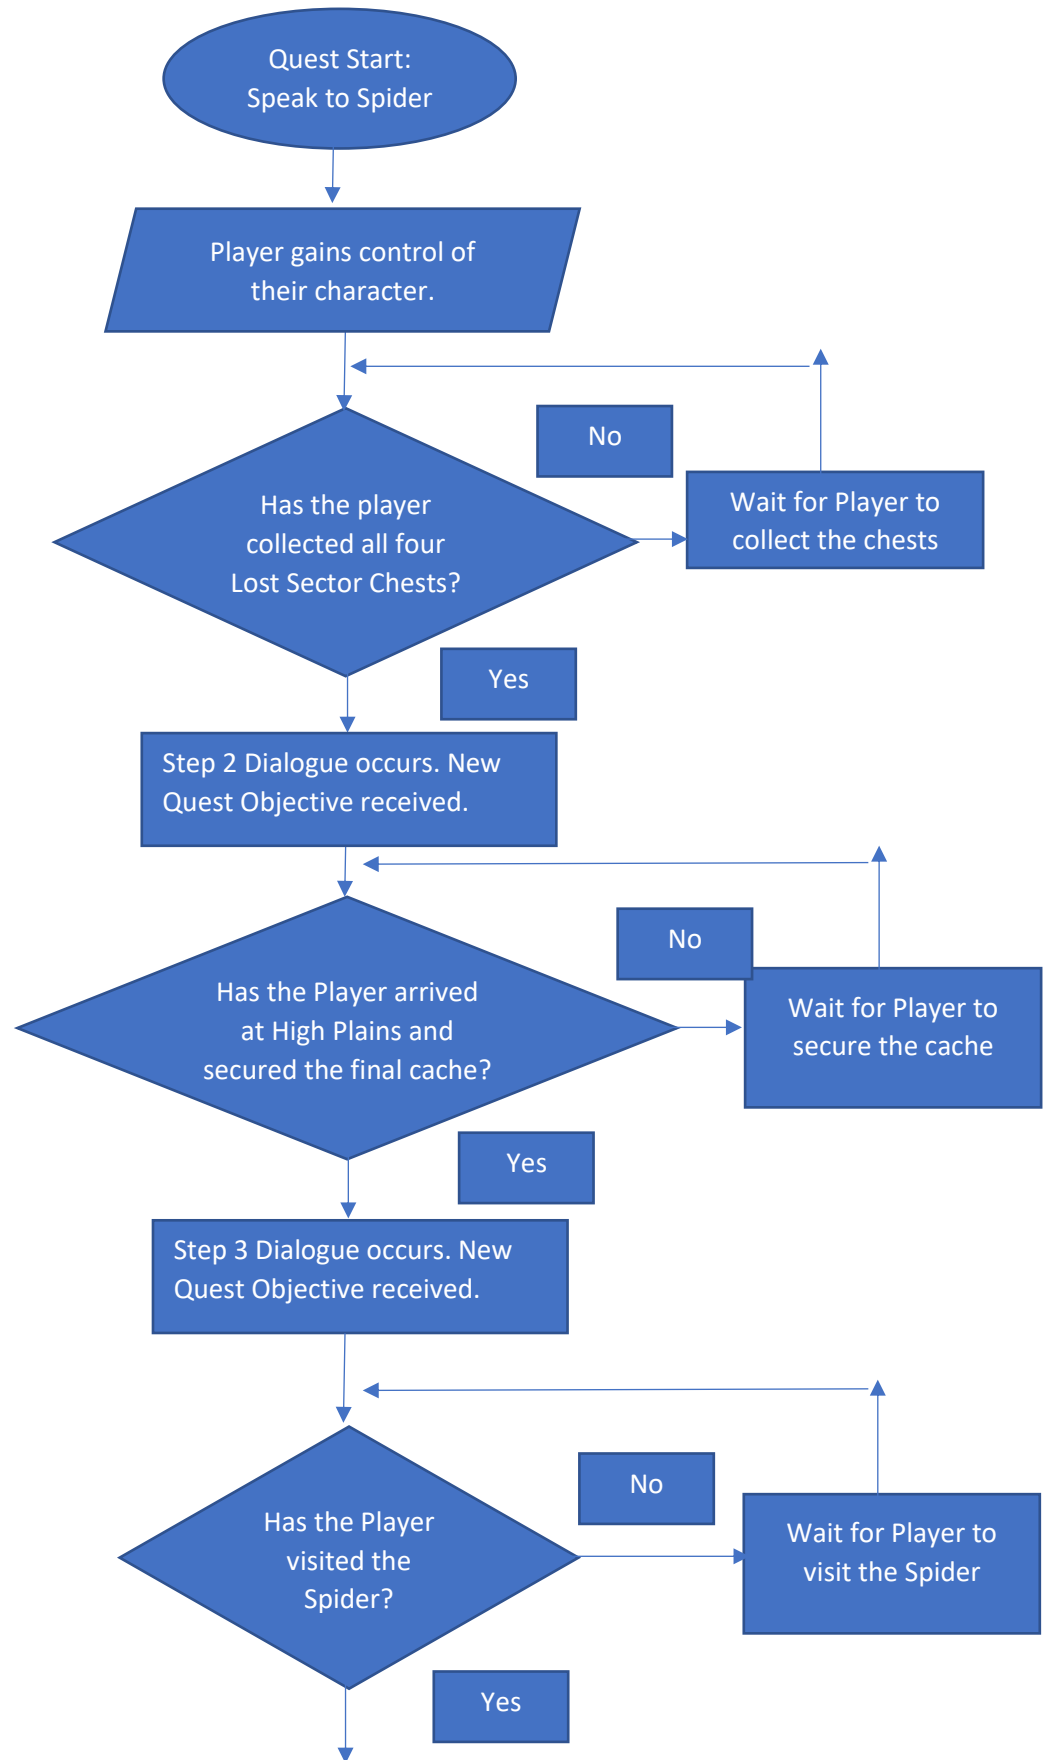 Quest Start:
Speak to Spider
Player gains control of
their character.
No
Has the player
collected all four
Lost Sector Chests?
Wait for Player to
collect the chests
Yes
Step 2 Dialogue occurs. New
Quest Objective received.
No
Has the Player arrived
at High Plains and
secured the final cache?
Wait for Player to
secure the cache
Yes
Step 3 Dialogue occurs. New
Quest Objective received.
No
Has the Player
visited the
Spider?
Wait for Player to
visit the Spider
Yes